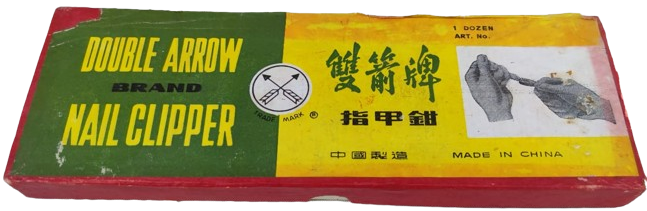 DOUBLE ARROW
BRAND
NAIL CLIPPER
TRADE MARK ®
雙箭牌
指甲鉗
中國製造
MADE IN CHINA
1 DOZEN
ART. No.